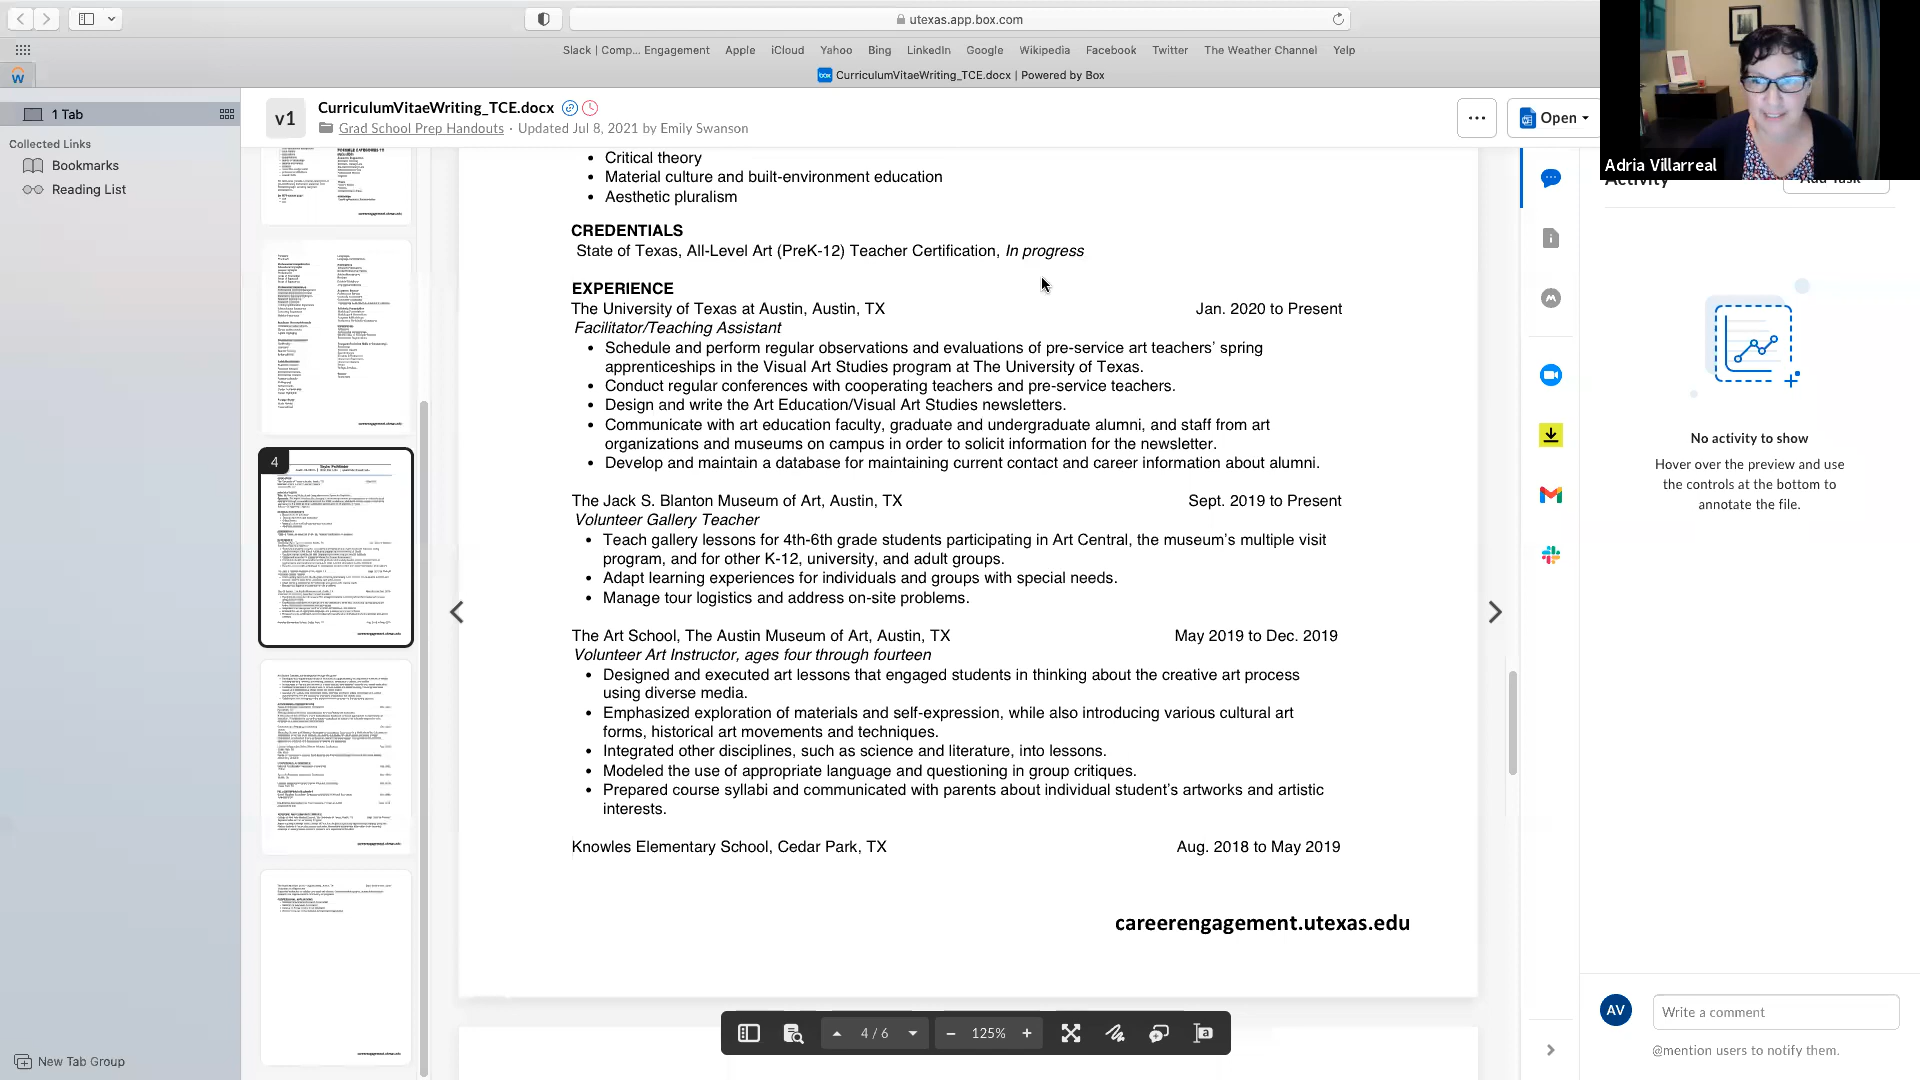 utexas.app.box.com
Slack | Comp... Engagement Apple iCloud Yahoo Bing LinkedIn Google Wikipedia Facebook Twitter The Weather Channel Yelp
CurriculumVitaeWriting_TCE.docx | Powered by Box
1 Tab
Collected Links
Bookmarks
Reading List
New Tab Group
v1
CurriculumVitaeWriting_TCE.docx
Grad School Prep Handouts · Updated Jul 8, 2021 by Emily Swanson
Open
Adria Villarreal
4
• Critical theory
• Material culture and built-environment education
• Aesthetic pluralism
CREDENTIALS
State of Texas, All-Level Art (PreK-12) Teacher Certification, In progress
EXPERIENCE
The University of Texas at Austin, Austin, TX Jan. 2020 to Present
Facilitator/Teaching Assistant
• Schedule and perform regular observations and evaluations of pre-service art teachers’ spring
apprenticeships in the Visual Art Studies program at The University of Texas.
• Conduct regular conferences with cooperating teachers and pre-service teachers.
• Design and write the Art Education/Visual Art Studies newsletters.
• Communicate with art education faculty, graduate and undergraduate alumni, and staff from art
organizations and museums on campus in order to solicit information for the newsletter.
• Develop and maintain a database for maintaining current contact and career information about alumni.
The Jack S. Blanton Museum of Art, Austin, TX Sept. 2019 to Present
Volunteer Gallery Teacher
• Teach gallery lessons for 4th-6th grade students participating in Art Central, the museum’s multiple visit
program, and for other K-12, university, and adult groups.
• Adapt learning experiences for individuals and groups with special needs.
• Manage tour logistics and address on-site problems.
The Art School, The Austin Museum of Art, Austin, TX May 2019 to Dec. 2019
Volunteer Art Instructor, ages four through fourteen
• Designed and executed art lessons that engaged students in thinking about the creative art process
using diverse media.
• Emphasized exploration of materials and self-expression, while also introducing various cultural art
forms, historical art movements and techniques.
• Integrated other disciplines, such as science and literature, into lessons.
• Modeled the use of appropriate language and questioning in group critiques.
• Prepared course syllabi and communicated with parents about individual student’s artworks and artistic
interests.
Knowles Elementary School, Cedar Park, TX Aug. 2018 to May 2019
careerengagement.utexas.edu
4 / 6
125%
Activity
Add Task
No activity to show
Hover over the preview and use
the controls at the bottom to
annotate the file.
AV
Write a comment
@mention users to notify them.